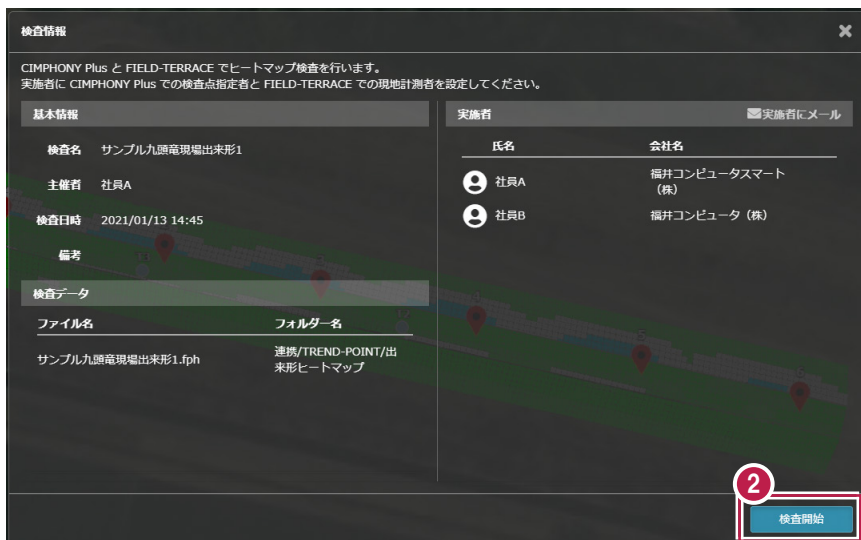 検査情報
CIMPHONY Plus と FIELD-TERRACE でヒートマップ検査を行います。
実施者に CIMPHONY Plus での検査点指定者と FIELD-TERRACE での現地計測者を設定してください。
基本情報
検査名 サンプル九頭竜現場出来形1
主催者 社員A
検査日時 2021/01/13 14:45
備考
検査データ
ファイル名 フォルダー名
サンプル九頭竜現場出来形1.fph 連携/TREND-POINT/出
来形ヒートマップ
実施者 実施者にメール
氏名 会社名
社員A 福井コンピュータスマート
（株）
社員B 福井コンピュータ（株）
2
検査開始